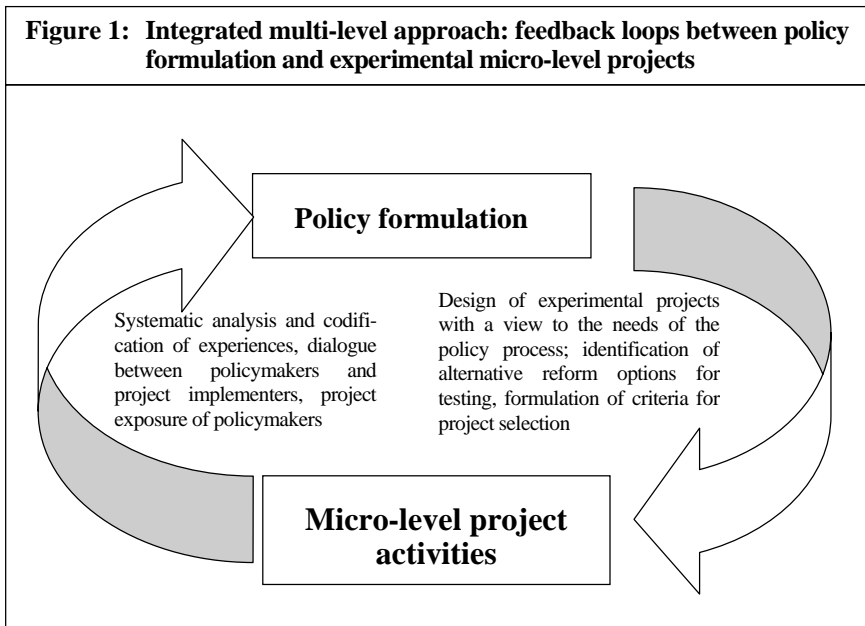 Figure 1: Integrated multi-level approach: feedback loops between policy
formulation and experimental micro-level projects
Policy formulation
Systematic analysis and codifi-
cation of experiences, dialogue
between policymakers and
project implementers, project
exposure of policymakers
Design of experimental projects
with a view to the needs of the
policy process; identification of
alternative reform options for
testing, formulation of criteria for
project selection
Micro-level project
activities